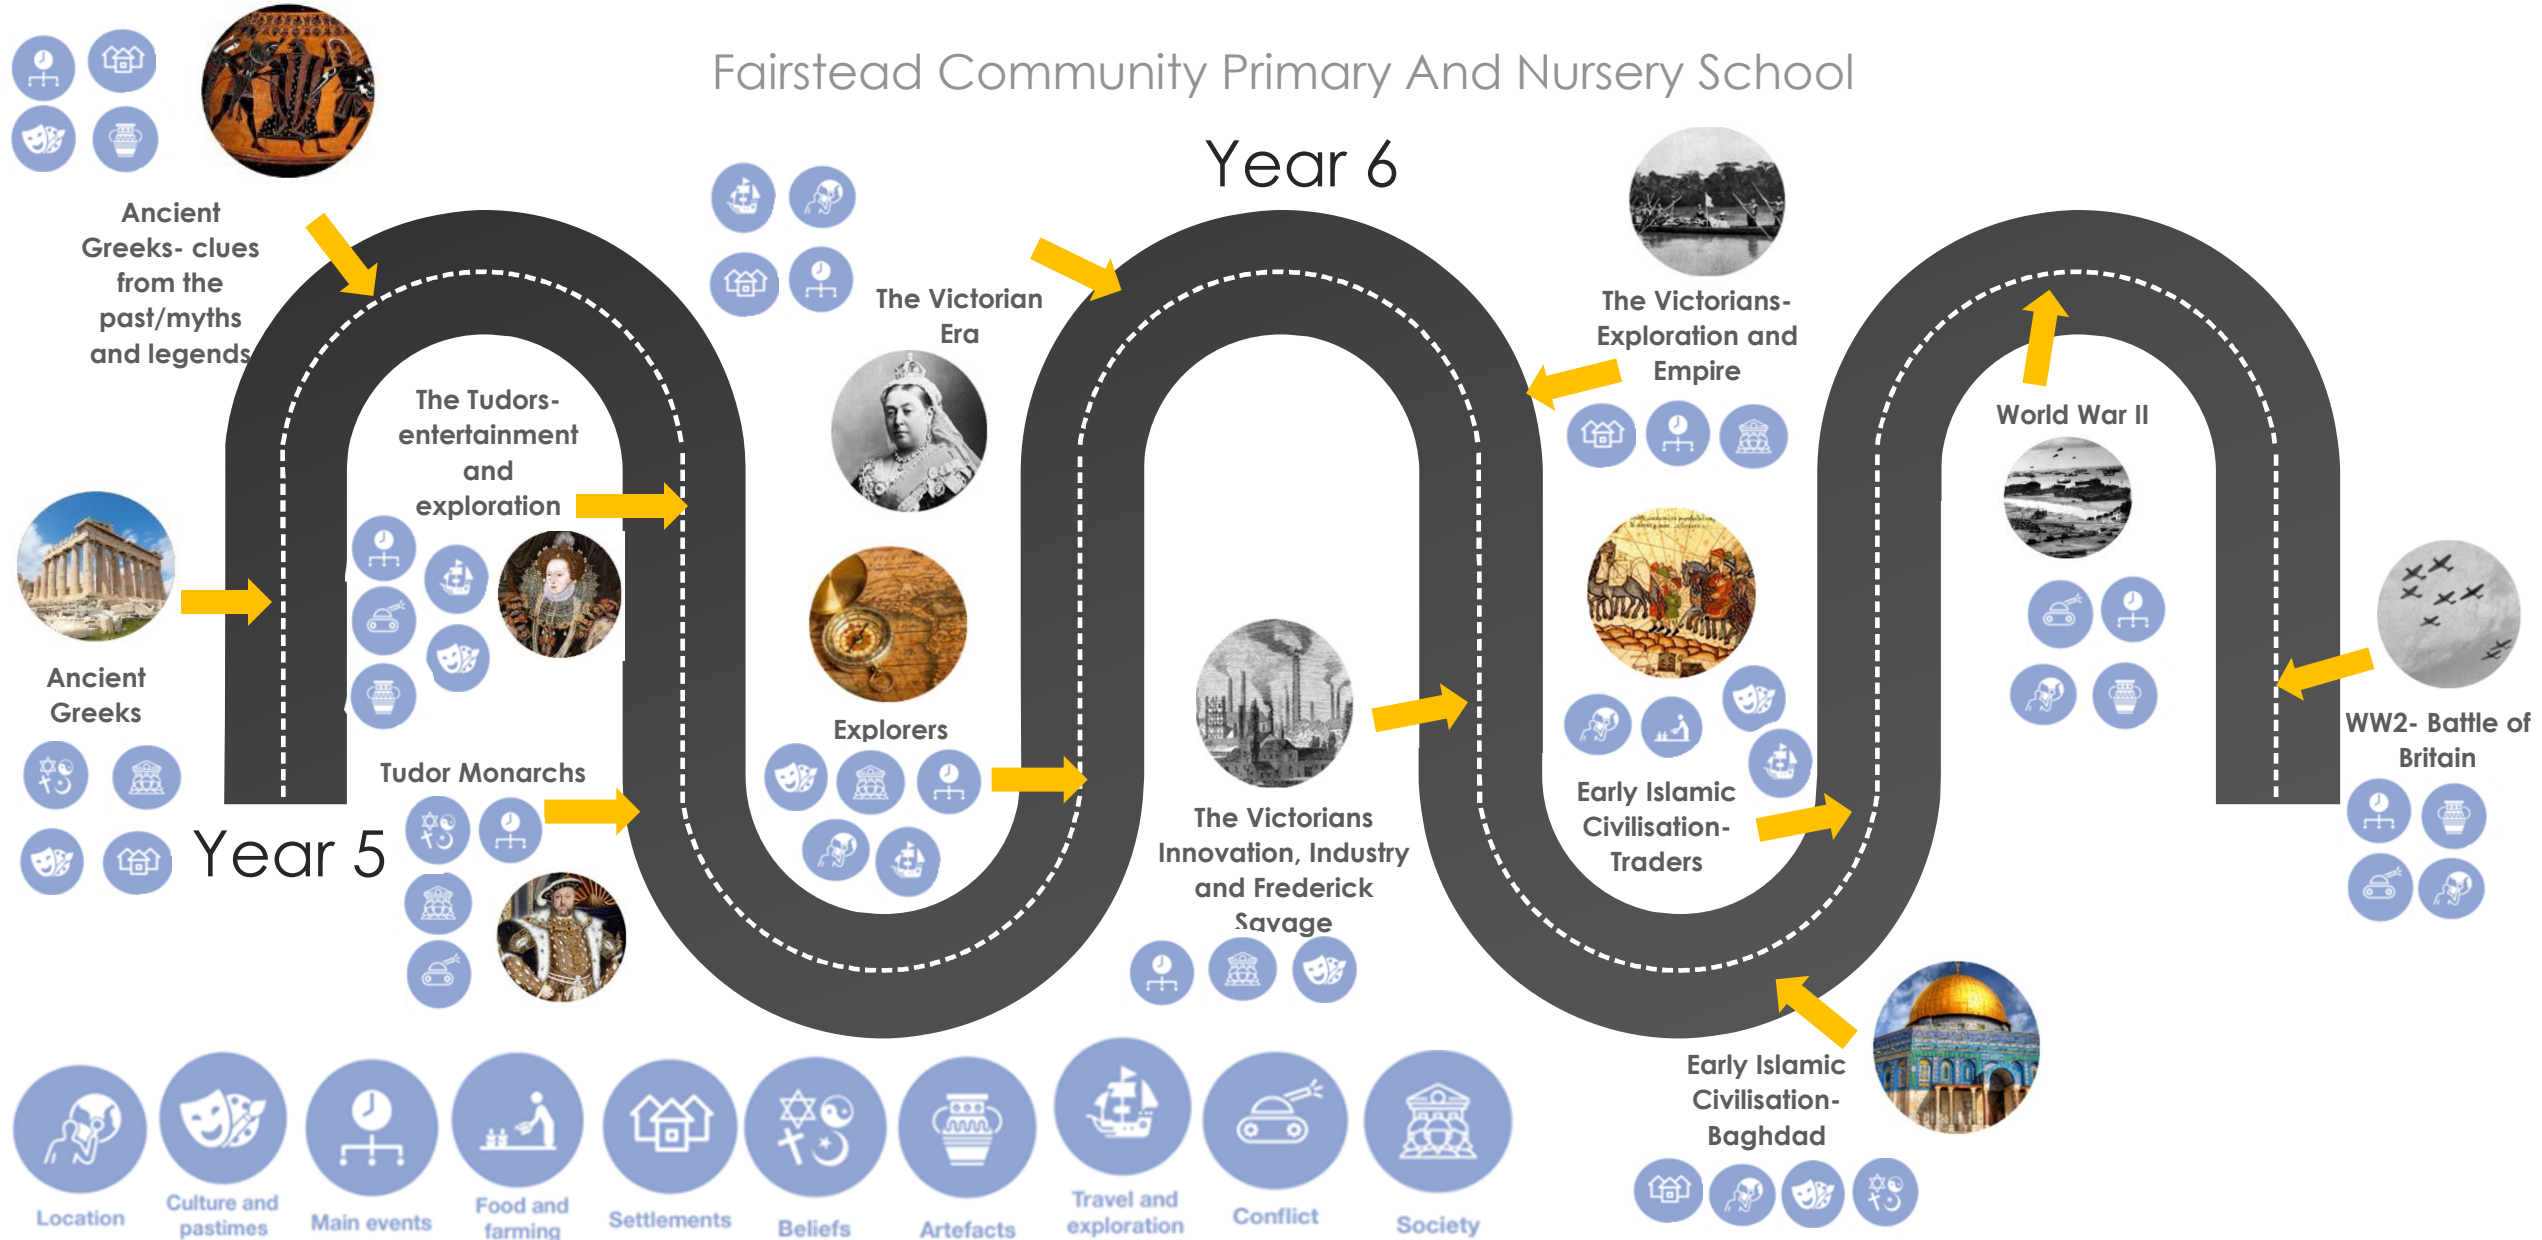 Fairstead Community Primary And Nursery School
Year 6
Ancient
Greeks- clues
from the
past/myths
and legends
The Tudors-
entertainment
and
exploration
Ancient
Greeks
Year 5
Tudor Monarchs
The Victorian
Era
Explorers
The Victorians
Innovation, Industry
and Frederick
Savage
The Victorians-
Exploration and
Empire
Early Islamic
Civilisation-
Traders
Early Islamic
Civilisation-
Baghdad
World War II
WW2- Battle of
Britain
Location
Culture and
pastimes
Main events
Food and
farming
Settlements
Beliefs
Artefacts
Travel and
exploration
Conflict
Society